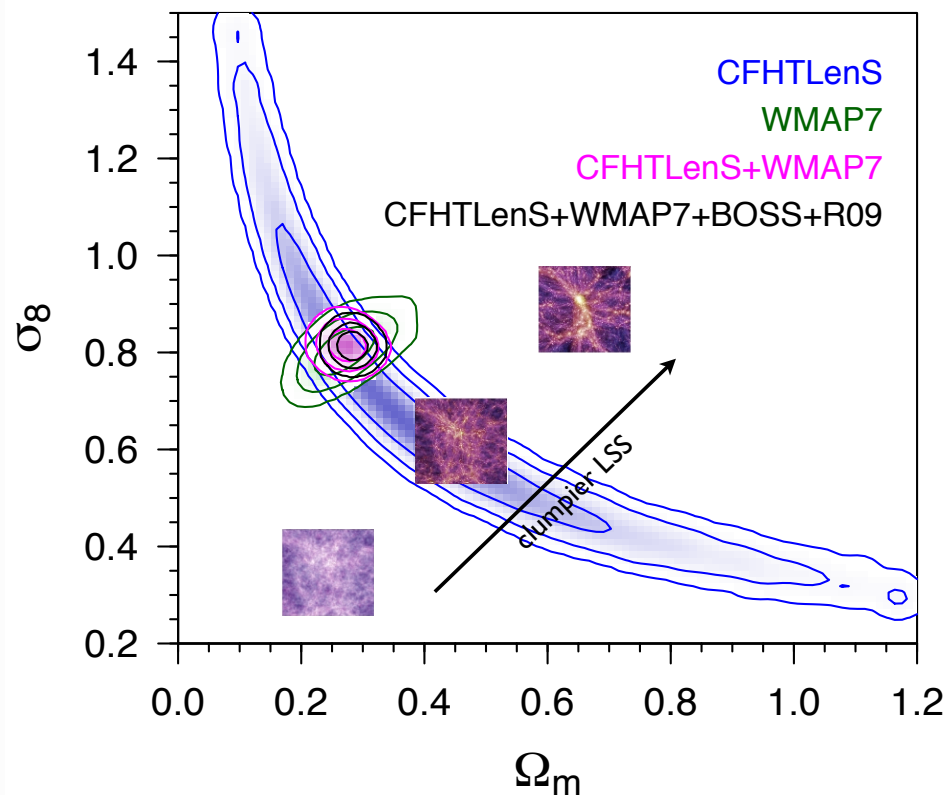 CFHTLenS
WMAP7
CFHTLenS+WMAP7
CFHTLenS+WMAP7+BOSS+R09
clumpier LSS
σ8
1.4
1.2
1.0
0.8
0.6
0.4
0.2
0.0 0.2 0.4 0.6 0.8 1.0 1.2
Ωm